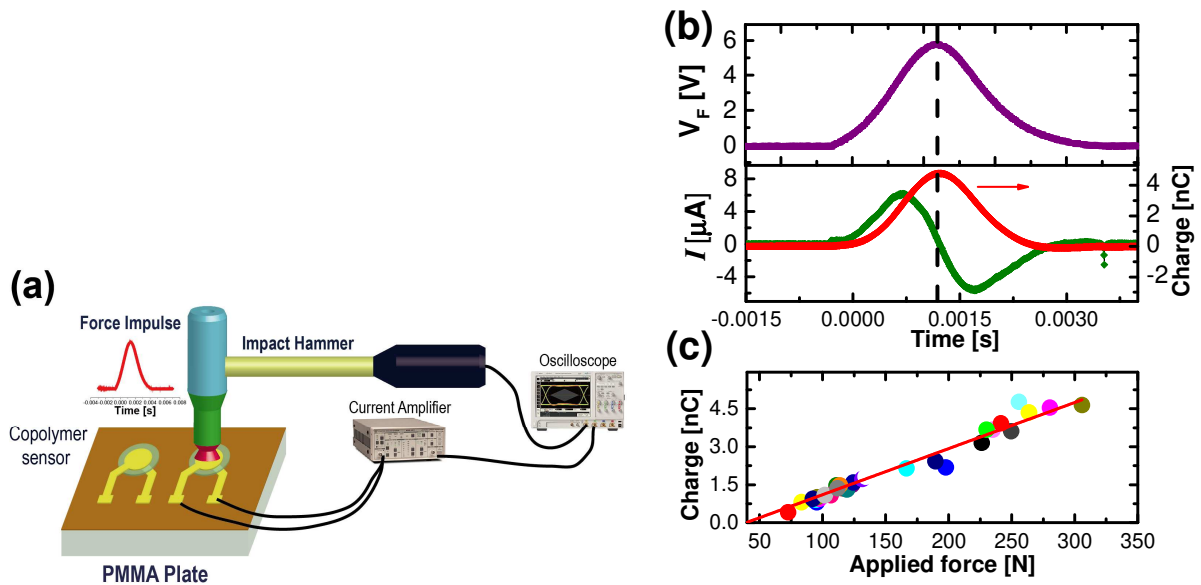 (a)
Force Impulse
-0.004-0.002 0.000 0.002 0.004 0.006 0.008
Time [s]
Impact Hammer
Oscilloscope
Current Amplifier
Copolymer
sensor
PMMA Plate
(b)
6
4
2
0
V_F [V]
8
4
0
-4
I [µA]
4
2
0
-2
Charge [nC]
-0.0015 0.0000 0.0015 0.0030
Time [s]
(c)
4.5
3.0
1.5
0.0
Charge [nC]
50 100 150 200 250 300 350
Applied force [N]